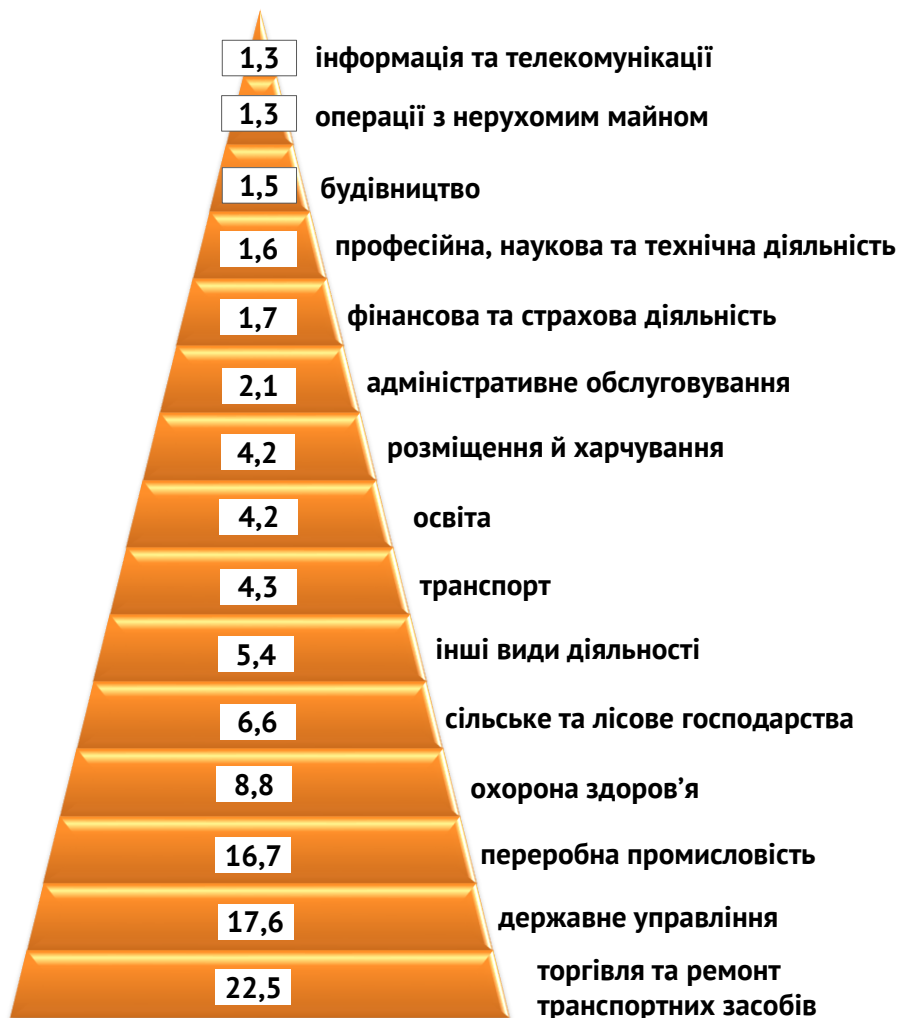 1,3 інформація та телекомунікації
1,3 операції з нерухомим майном
1,5 будівництво
1,6 професійна, наукова та технічна діяльність
1,7 фінансова та страхова діяльність
2,1 адміністративне обслуговування
4,2 розміщення й харчування
4,2 освіта
4,3 транспорт
5,4 інші види діяльності
6,6 сільське та лісове господарства
8,8 охорона здоров’я
16,7 переробна промисловість
17,6 державне управління
22,5 торгівля та ремонт
транспортних засобів